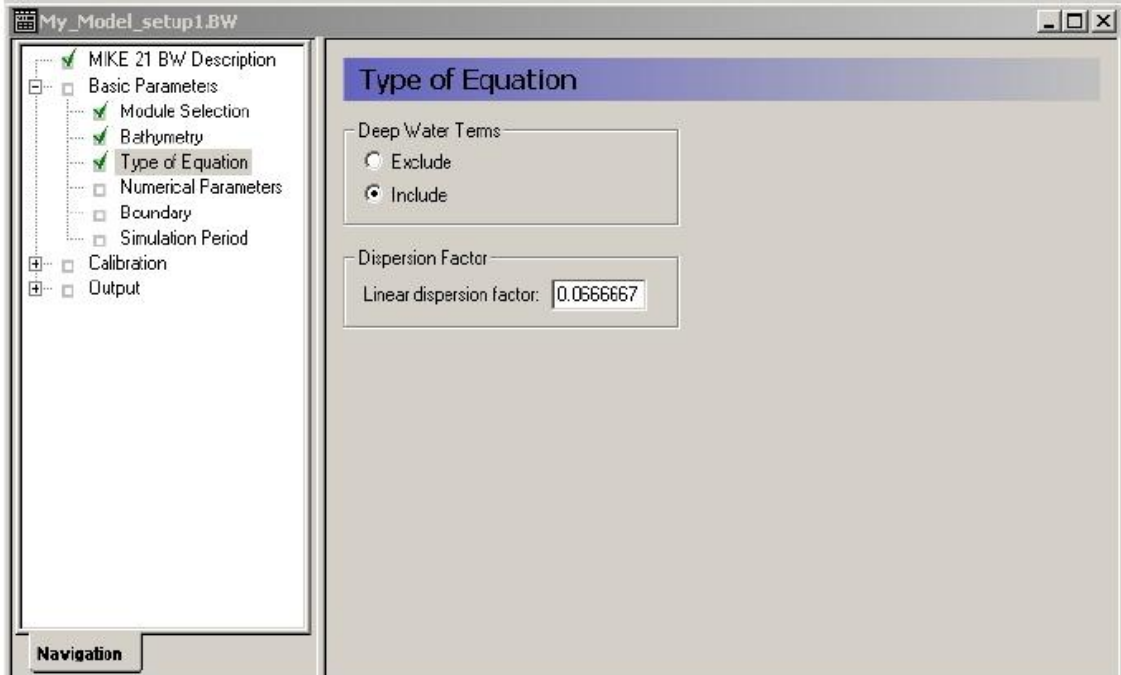 My_Model_setup1.BW
MIKE 21 BW Description
Basic Parameters
Module Selection
Bathymetry
Type of Equation
Numerical Parameters
Boundary
Simulation Period
Calibration
Output
Navigation
Type of Equation
Deep Water Terms
Exclude
Include
Dispersion Factor
Linear dispersion factor: 0.0666667